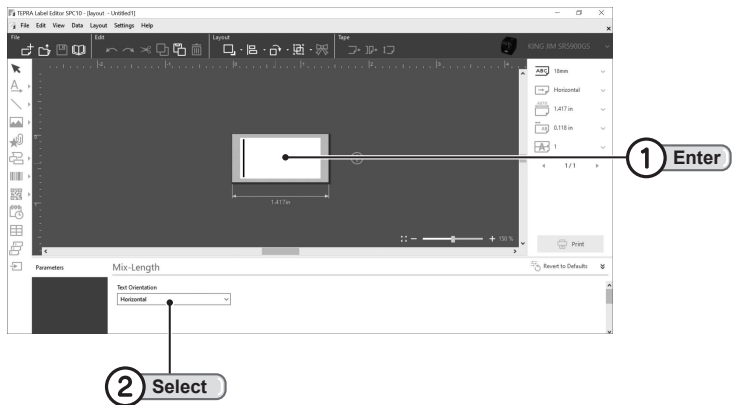 TEPRA Label Editor SPC10 - [layout - Untitled1]
File Edit View Data Layout Settings Help
File Edit Layout Tape
KING JIM SR5900GS
ABC 18mm
Horizontal
AUTO 1.417 in
0.118 in
A 1
1 / 1
1.417in
150 %
Print
Parameters Mix-Length Revert to Defaults
Text Orientation
Horizontal
1 Enter
2 Select